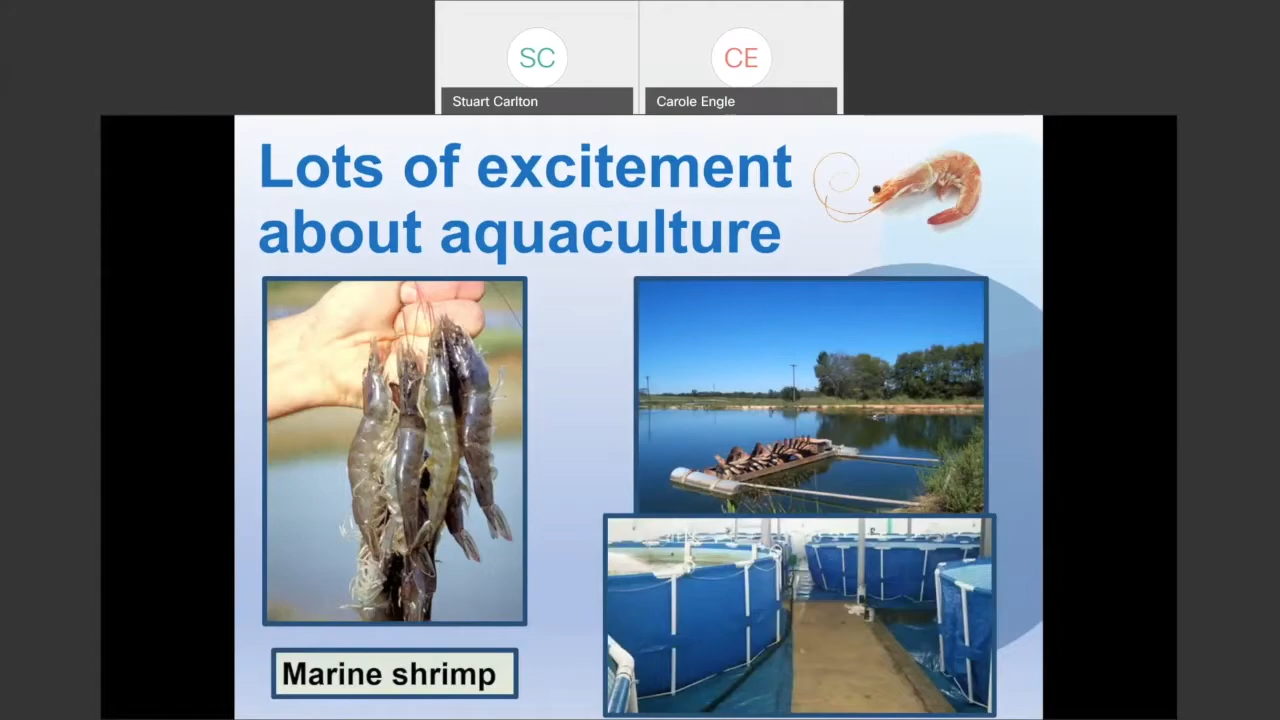 SC
CE
Stuart Carlton
Carole Engle
Lots of excitement
about aquaculture
Marine shrimp